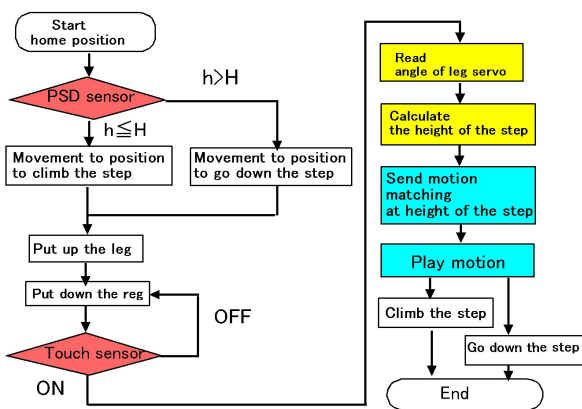 Start
home position
PSD sensor
h>H
h≦H
Movement to position
to climb the step
Movement to position
to go down the step
Put up the leg
Put down the reg
OFF
Touch sensor
ON
Read
angle of leg servo
Calculate
the height of the step
Send motion
matching
at height of the step
Play motion
Climb the step
Go down the step
End